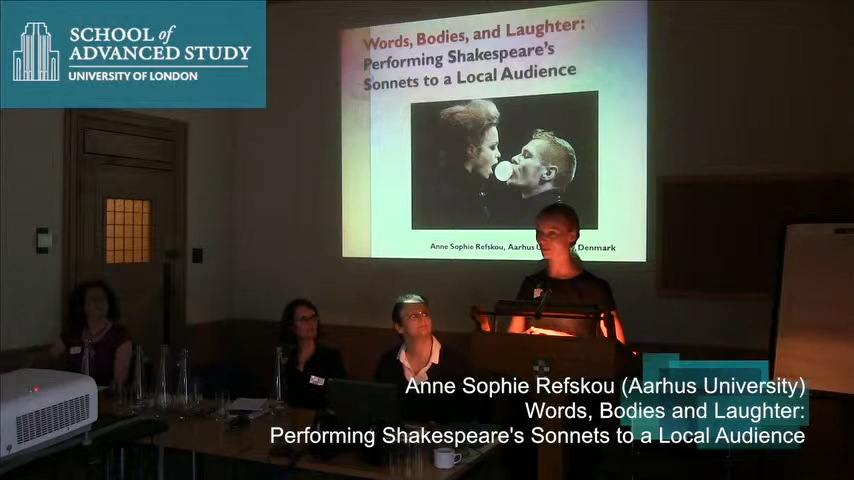 SCHOOL of
ADVANCED STUDY
UNIVERSITY OF LONDON
Words, Bodies, and Laughter:
Performing Shakespeare's
Sonnets to a Local Audience
Anne Sophie Refskou, Aarhus Denmark
Anne Sophie Refskou (Aarhus University)
Words, Bodies and Laughter:
Performing Shakespeare's Sonnets to a Local Audience